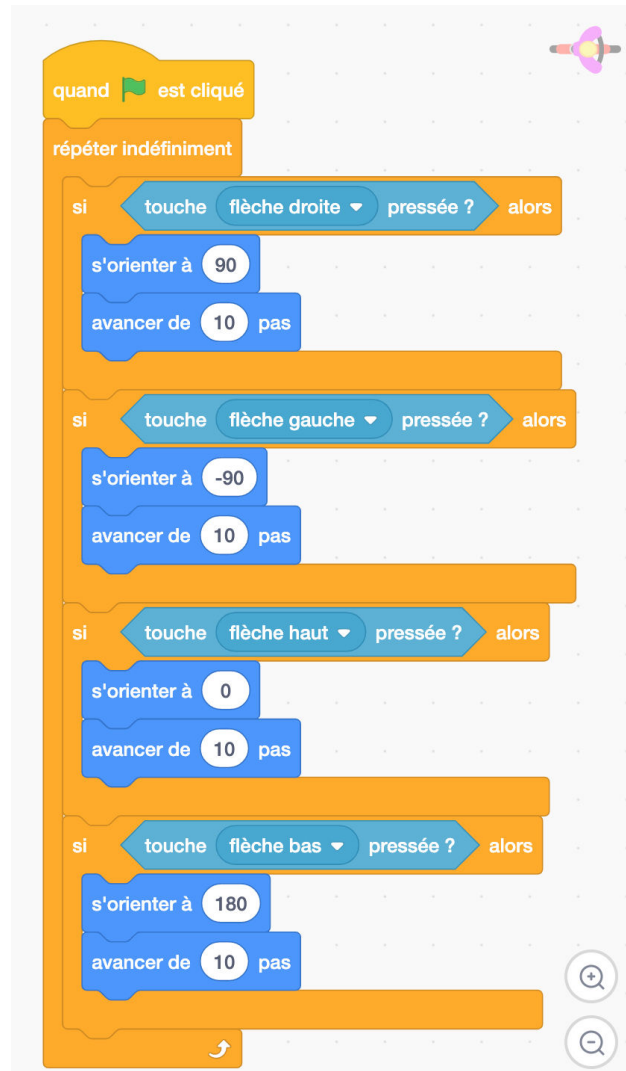 quand est cliqué
répéter indéfiniment
si touche flèche droite pressée ? alors
s'orienter à 90
avancer de 10 pas
si touche flèche gauche pressée ? alors
s'orienter à -90
avancer de 10 pas
si touche flèche haut pressée ? alors
s'orienter à 0
avancer de 10 pas
si touche flèche bas pressée ? alors
s'orienter à 180
avancer de 10 pas